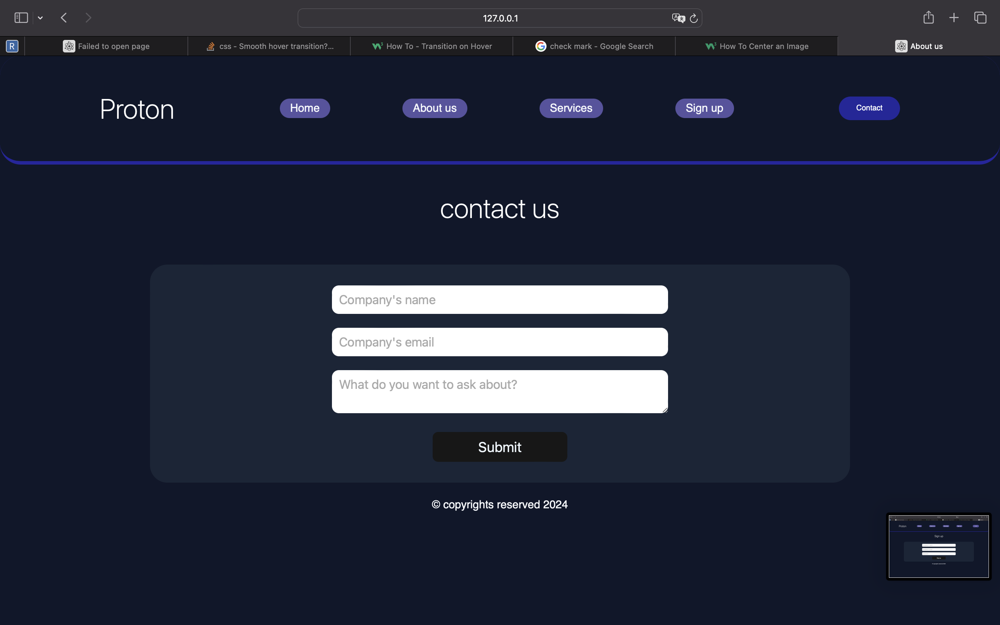 127.0.0.1
R Failed to open page css - Smooth hover transition?... How To - Transition on Hover check mark - Google Search How To Center an Image About us
Proton Home About us Services Sign up Contact
contact us
Company's name
Company's email
What do you want to ask about?
Submit
© copyrights reserved 2024
Proton
Sign up